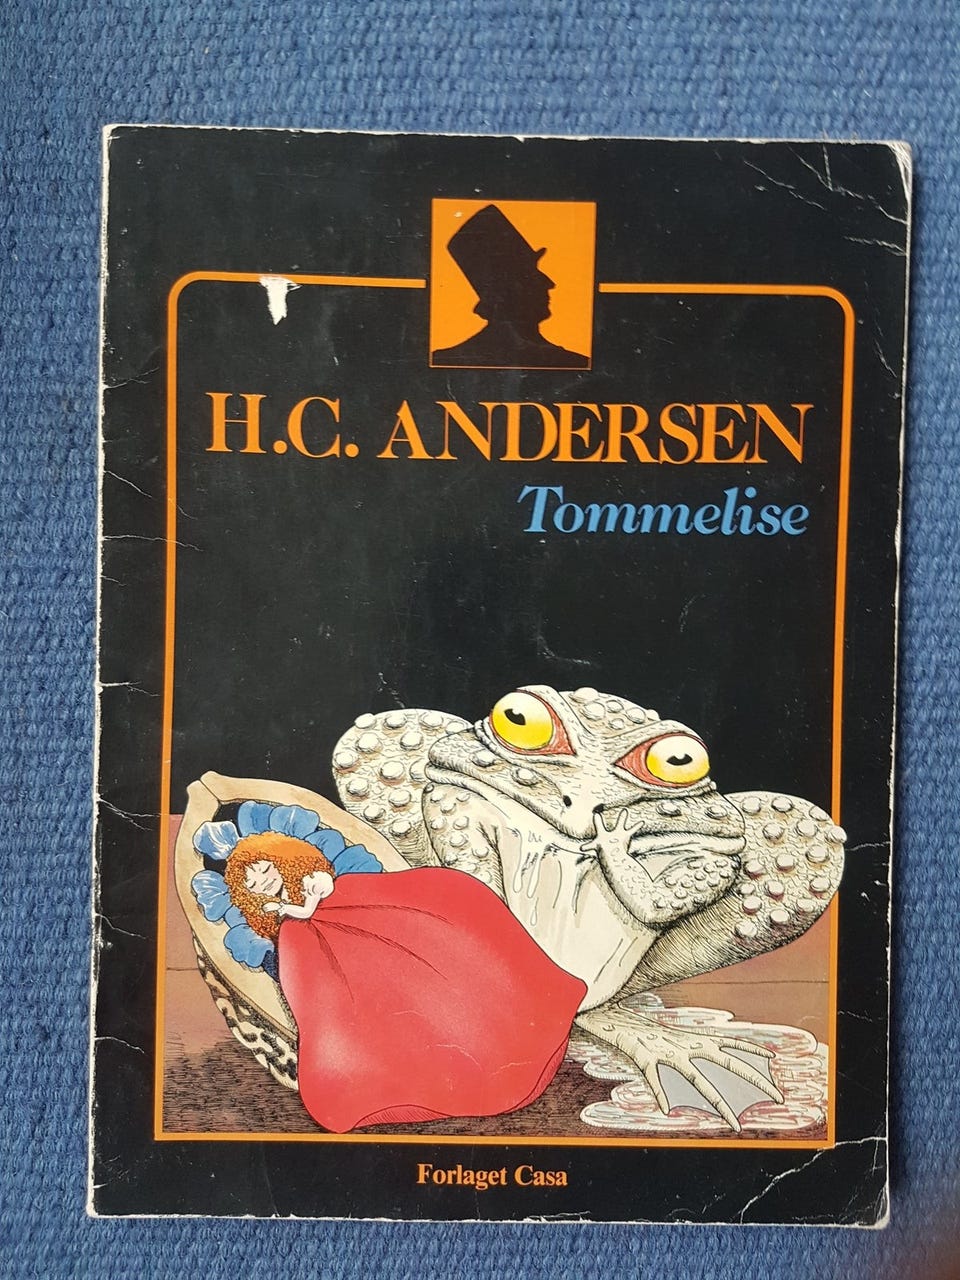 H.C. ANDERSEN
Tommelise
Forlaget Casa